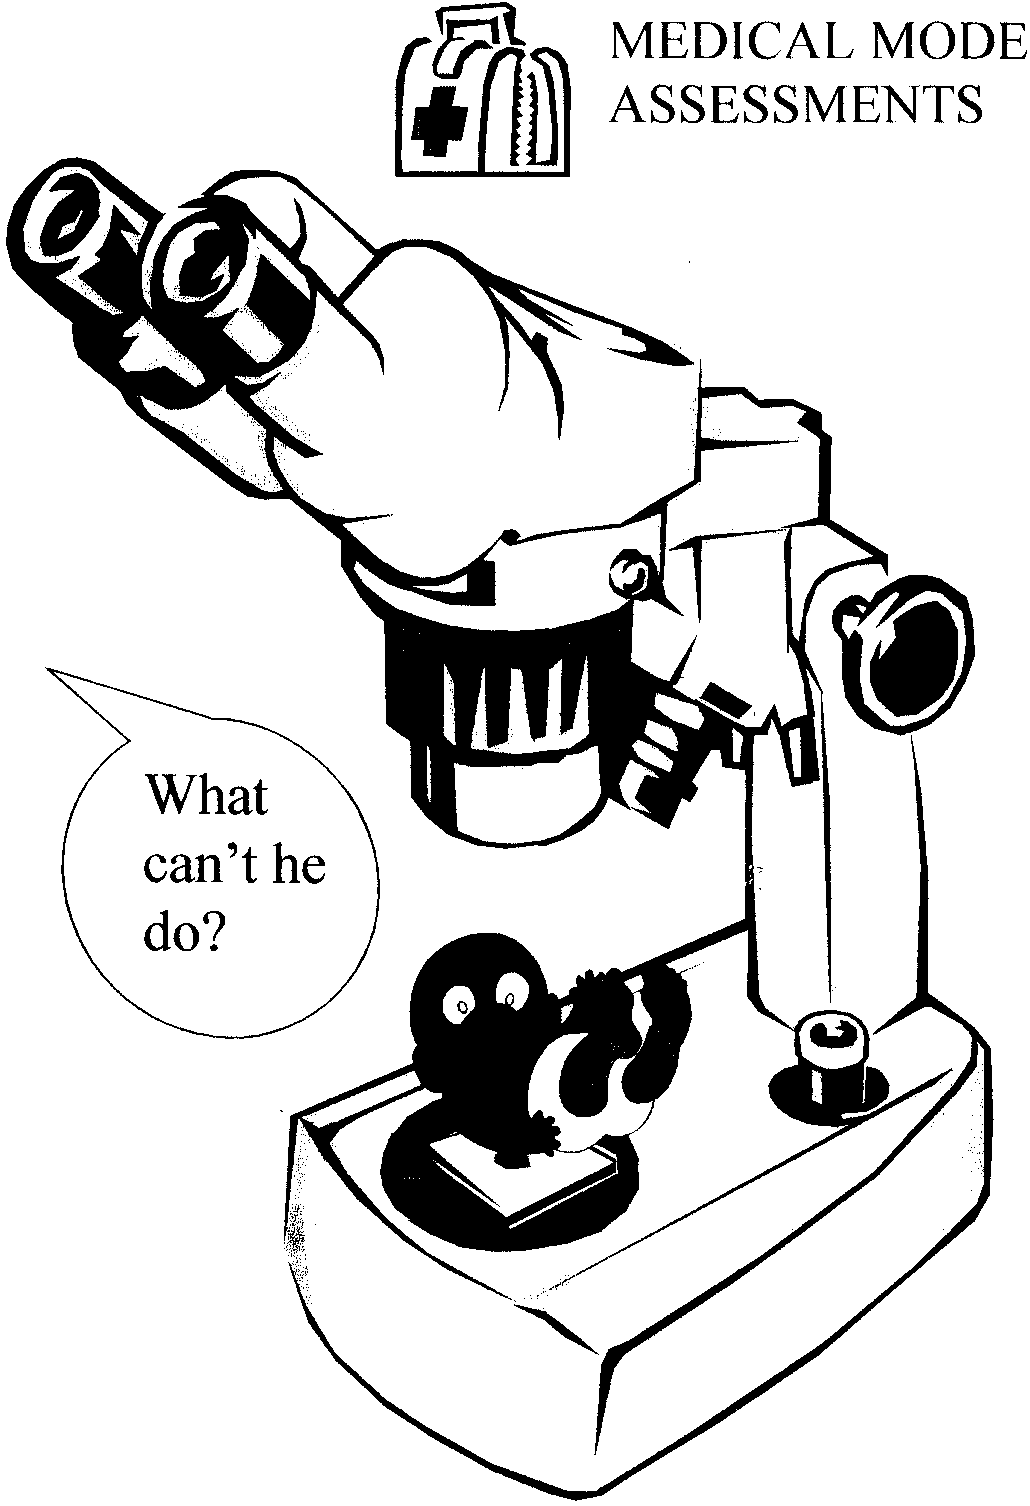 MEDICAL MODE
ASSESSMENTS
What
can't he
do?